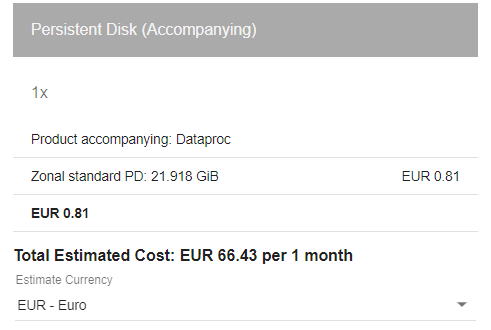 Persistent Disk (Accompanying)
1x
Product accompanying: Dataproc
Zonal standard PD: 21.918 GiB EUR 0.81
EUR 0.81
Total Estimated Cost: EUR 66.43 per 1 month
Estimate Currency
EUR - Euro